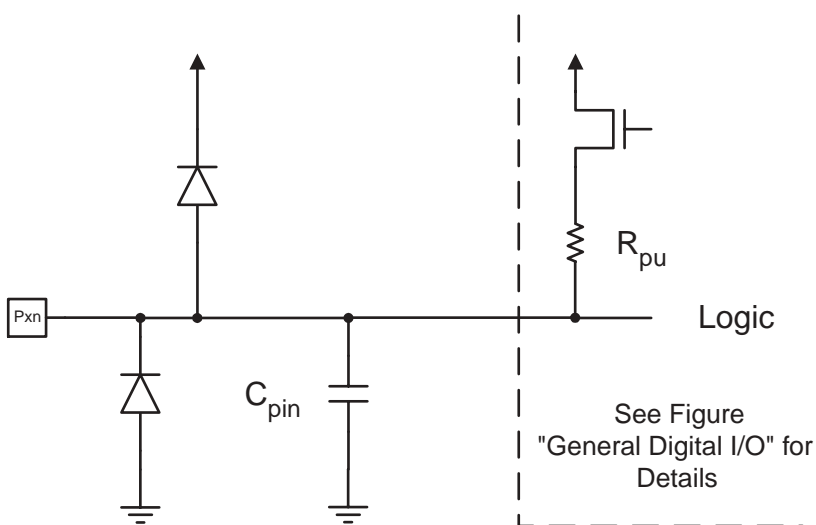 R
pu
Pxn
Logic
C
pin
See Figure
"General Digital I/O" for
Details